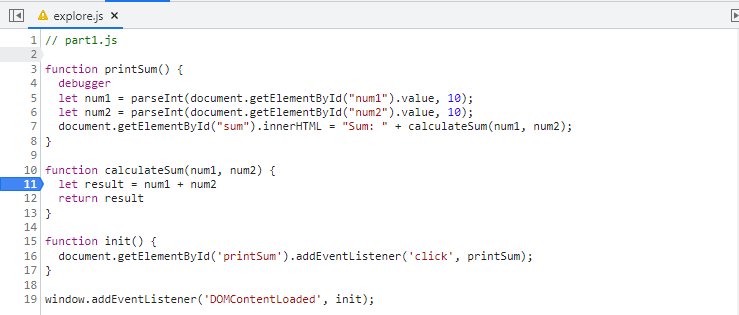 explore.js
1 // part1.js
2
3 function printSum() {
4   debugger
5   let num1 = parseInt(document.getElementById("num1").value, 10);
6   let num2 = parseInt(document.getElementById("num2").value, 10);
7   document.getElementById("sum").innerHTML = "Sum: " + calculateSum(num1, num2);
8 }
9
10 function calculateSum(num1, num2) {
11   let result = num1 + num2
12   return result
13 }
14
15 function init() {
16   document.getElementById('printSum').addEventListener('click', printSum);
17 }
18
19 window.addEventListener('DOMContentLoaded', init);